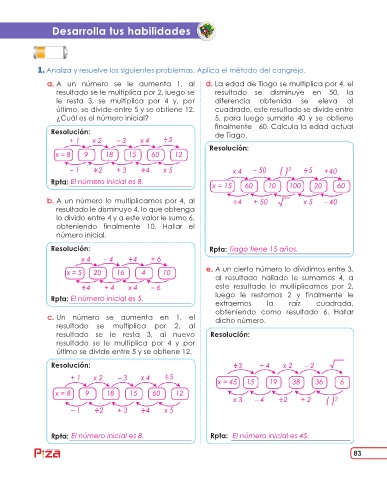 Desarrolla tus habilidades
1. Analiza y resuelve los siguientes problemas. Aplica el método del cangrejo.
a. A un número se le aumenta 1, al
resultado se le multiplica por 2, luego se
le resta 3, se multiplica por 4 y, por
último, se divide entre 5 y se obtiene 12.
¿Cuál es el número inicial?
Resolución:
+ 1 x 2 – 3 x 4 ÷5
x = 8 9 18 15 60 12
– 1 ÷2 + 3 ÷4 x 5
Rpta: El número inicial es 8.
b. A un número lo multiplicamos por 4, al
resultado le disminuyo 4, lo que obtenga
lo divido entre 4 y a este valor le sumo 6,
obteniendo finalmente 10. Hallar el
número inicial.
Resolución:
x 4 – 4 ÷4 + 6
x = 5 20 16 4 10
÷4 + 4 x 4 – 6
Rpta: El número inicial es 5.
c. Un número se aumenta en 1, el
resultado se multiplica por 2, al
resultado se le resta 3, al nuevo
resultado se le multiplica por 4 y por
último se divide entre 5 y se obtiene 12.
Resolución:
+ 1 x 2 – 3 x 4 ÷5
x = 8 9 18 15 60 12
– 1 ÷2 + 3 ÷4 x 5
Rpta: El número inicial es 8.
d. La edad de Tiago se multiplica por 4, el
resultado se disminuye en 50, la
diferencia obtenida se eleva al
cuadrado, este resultado se divide entre
5, para luego sumarle 40 y se obliene
finalmente 60. Calcula la edad actual
de Tiago.
Resolución:
x 4 – 50 ( )² ÷5 +40
x = 15 60 10 100 20 60
÷4 + 50 √ x 5 – 40
Rpta: Tiago tiene 15 años.
e. A un cierto número lo dividimos entre 3,
al resultado hallado le sumamos 4, a
este resultado lo multiplicamos por 2,
luego le restamos 2 y finalmente le
extraemos la raíz cuadrada,
obteniendo como resultado 6. Hallar
dicho número.
Resolución:
÷3 + 4 x 2 – 2 √
x = 45 15 19 38 36 6
x 3 – 4 ÷2 + 2 ( )²
Rpta: El número inicial es 45.
PIZA
83